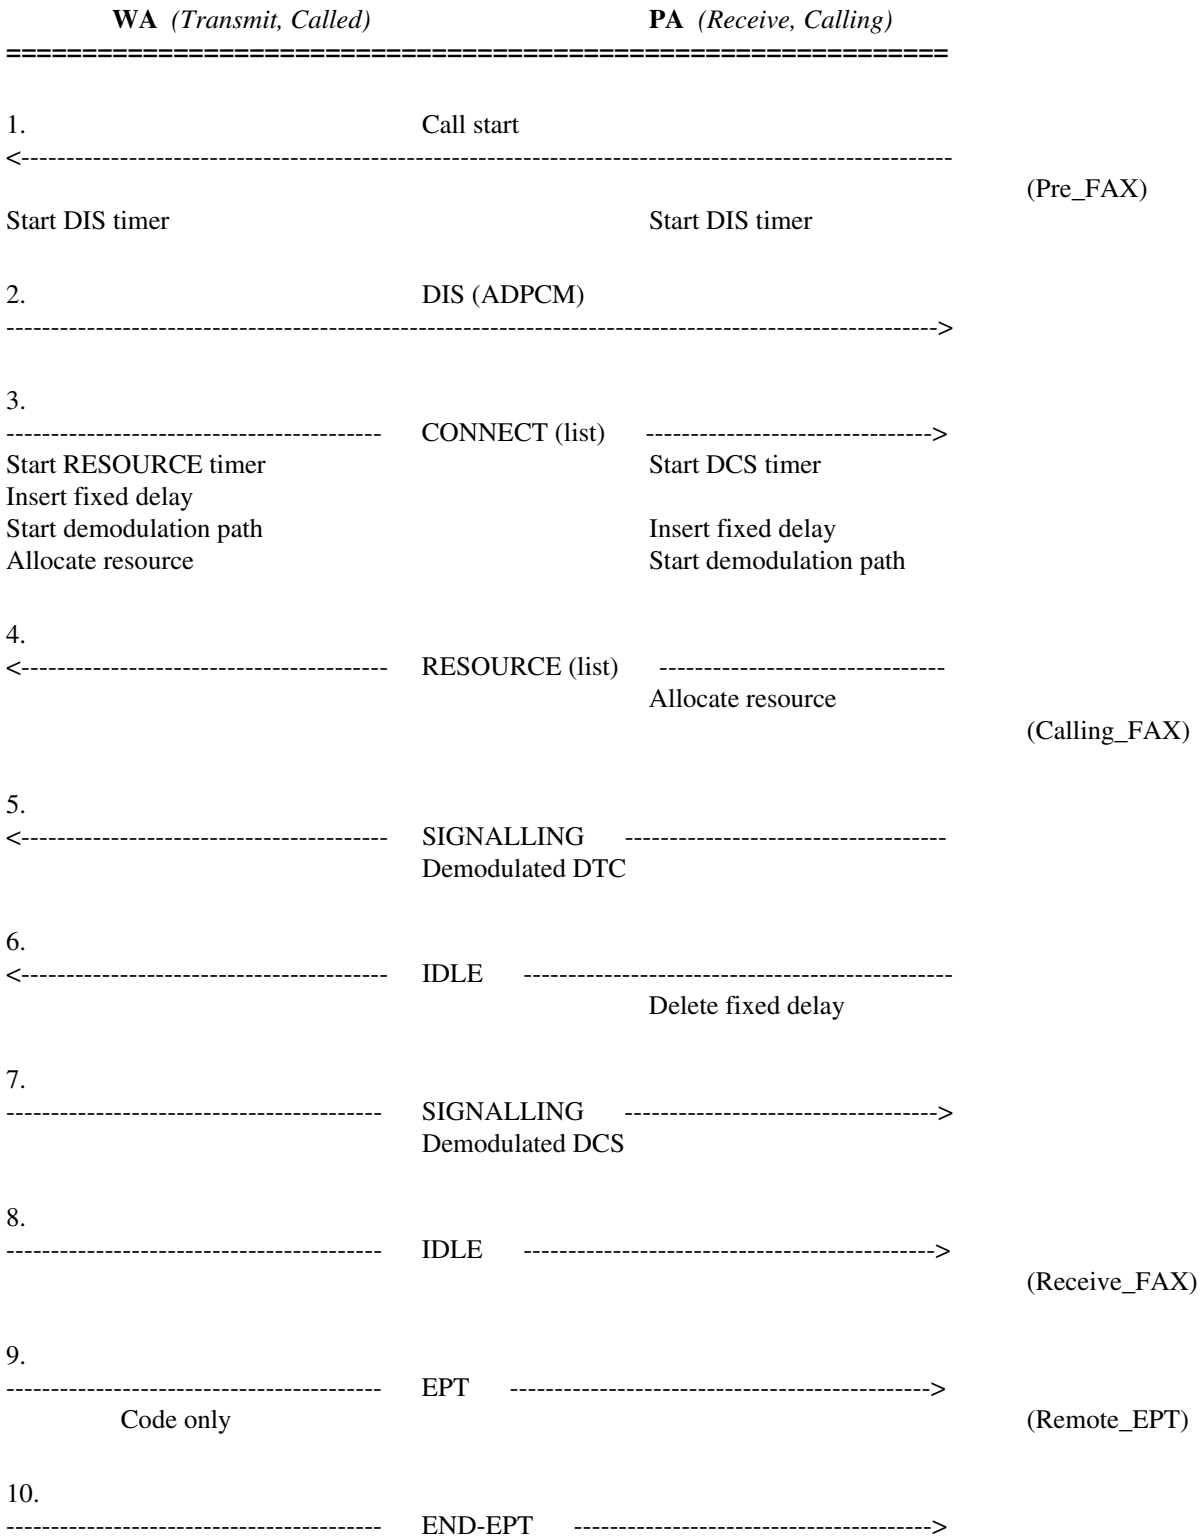 WA (Transmit, Called) PA (Receive, Calling)
===============================================================
1. Call start
<--------------------------------------------------------------------------------------------------------
(Pre_FAX)
Start DIS timer Start DIS timer
2. DIS (ADPCM)
-------------------------------------------------------------------------------------------------------->
3.
------------------------------------------ CONNECT (list) -------------------------------->
Start RESOURCE timer Start DCS timer
Insert fixed delay
Start demodulation path Insert fixed delay
Allocate resource Start demodulation path
4.
<----------------------------------------- RESOURCE (list) --------------------------------
Allocate resource
(Calling_FAX)
5.
<----------------------------------------- SIGNALLING ------------------------------------
Demodulated DTC
6.
<----------------------------------------- IDLE ------------------------------------------------
Delete fixed delay
7.
------------------------------------------ SIGNALLING ----------------------------------->
Demodulated DCS
8.
------------------------------------------ IDLE ---------------------------------------------->
(Receive_FAX)
9.
------------------------------------------ EPT ----------------------------------------------->
Code only (Remote_EPT)
10.
------------------------------------------ END-EPT ---------------------------------------->